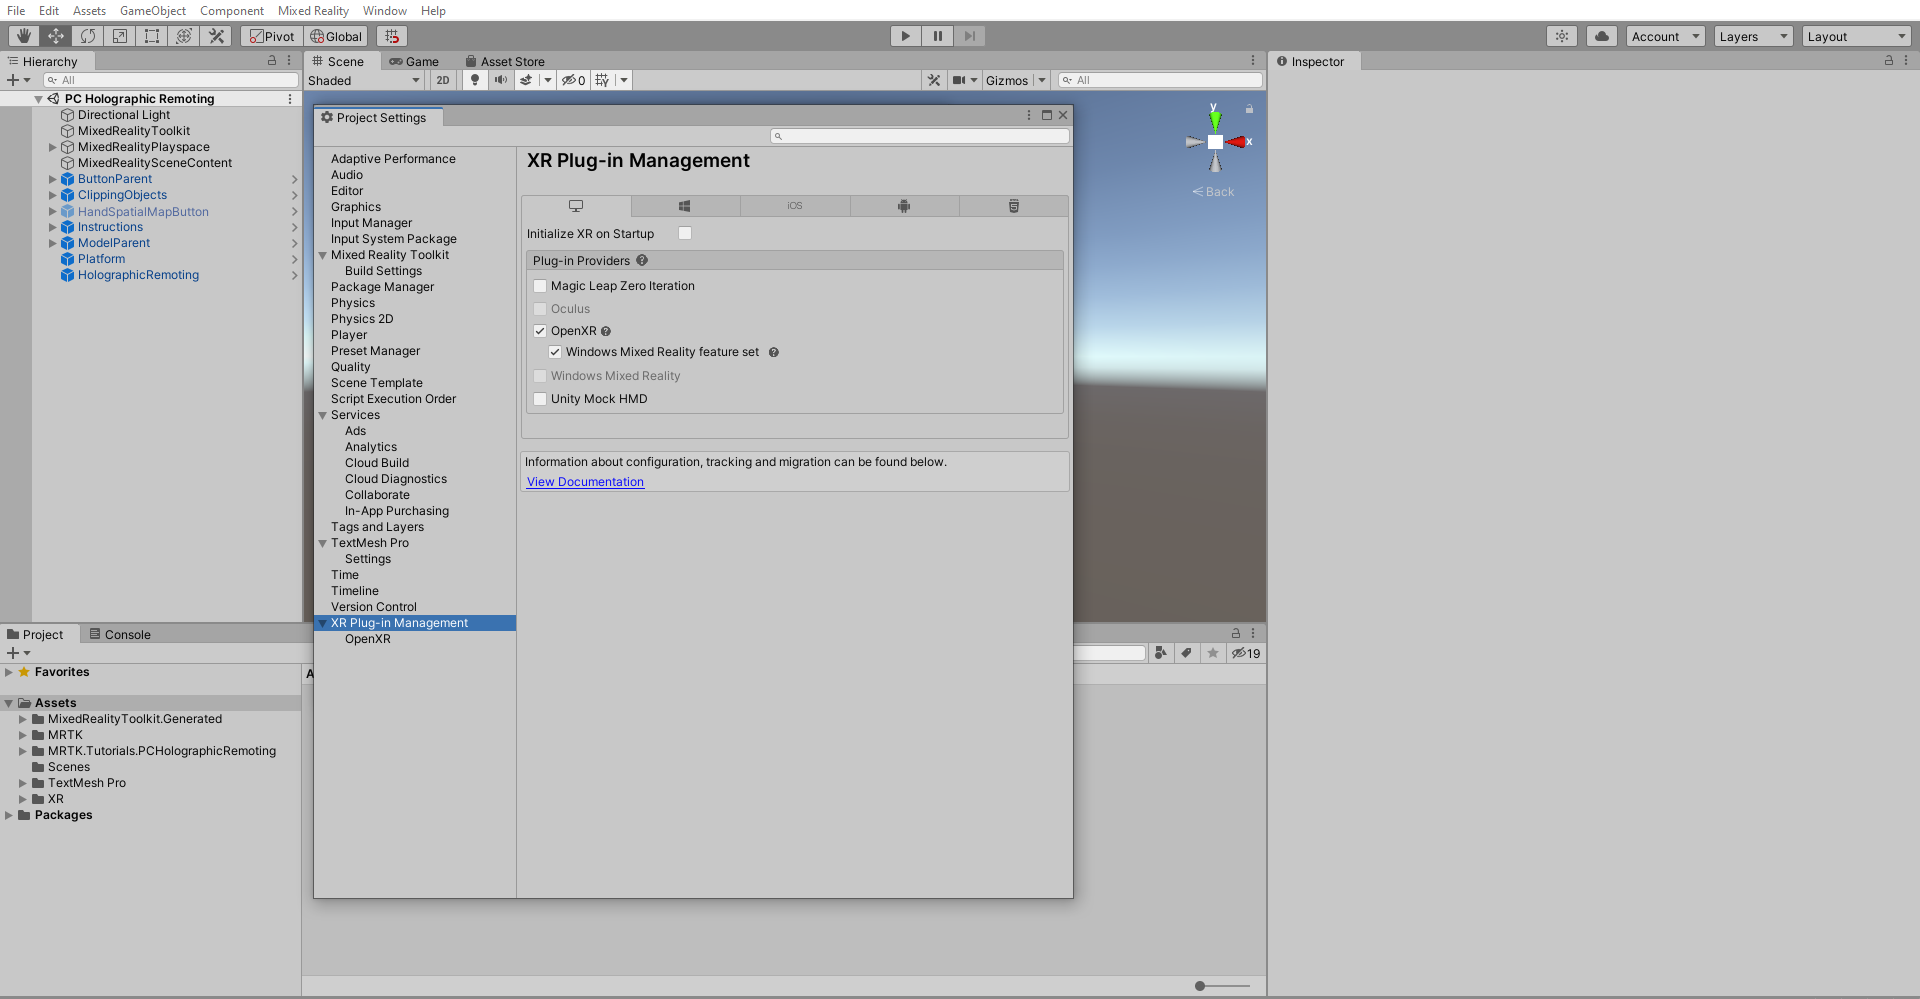 File Edit Assets GameObject Component Mixed Reality Window Help
Pivot Global Account Layers Layout
Hierarchy
All
PC Holographic Remoting
Directional Light
MixedRealityToolkit
MixedRealityPlayspace
MixedRealitySceneContent
ButtonParent
ClippingObjects
HandSpatialMapButton
Instructions
ModelParent
Platform
HolographicRemoting
Scene Game Asset Store
Shaded 2D 0 Gizmos All
y
x
Back
Inspector
Project Settings
Adaptive Performance
Audio
Editor
Graphics
Input Manager
Input System Package
Mixed Reality Toolkit
Build Settings
Package Manager
Physics
Physics 2D
Player
Preset Manager
Quality
Scene Template
Script Execution Order
Services
Ads
Analytics
Cloud Build
Cloud Diagnostics
Collaborate
In-App Purchasing
Tags and Layers
TextMesh Pro
Settings
Time
Timeline
Version Control
XR Plug-in Management
OpenXR
XR Plug-in Management
iOS
Initialize XR on Startup
Plug-in Providers
Magic Leap Zero Iteration
Oculus
OpenXR
Windows Mixed Reality feature set
Windows Mixed Reality
Unity Mock HMD
Information about configuration, tracking and migration can be found below.
View Documentation
Project Console
19
Favorites
Assets
MixedRealityToolkit.Generated
MRTK
MRTK.Tutorials.PCHolographicRemoting
Scenes
TextMesh Pro
XR
Packages
A